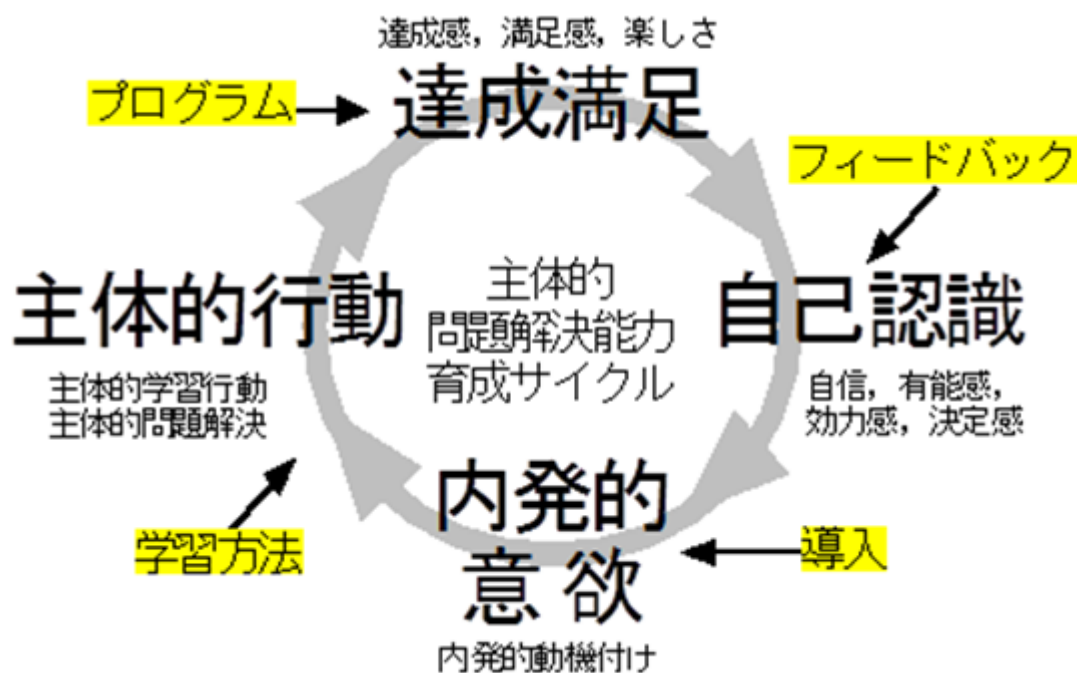 達成感，満足感，楽しさ
達成満足
プログラム
フィードバック
主体的行動
主体的学習行動
主体的問題解決
主体的
問題解決能力
育成サイクル
自己認識
自信，有能感，
効力感，決定感
内発的
意 欲
内発的動機付け
学習方法
導入